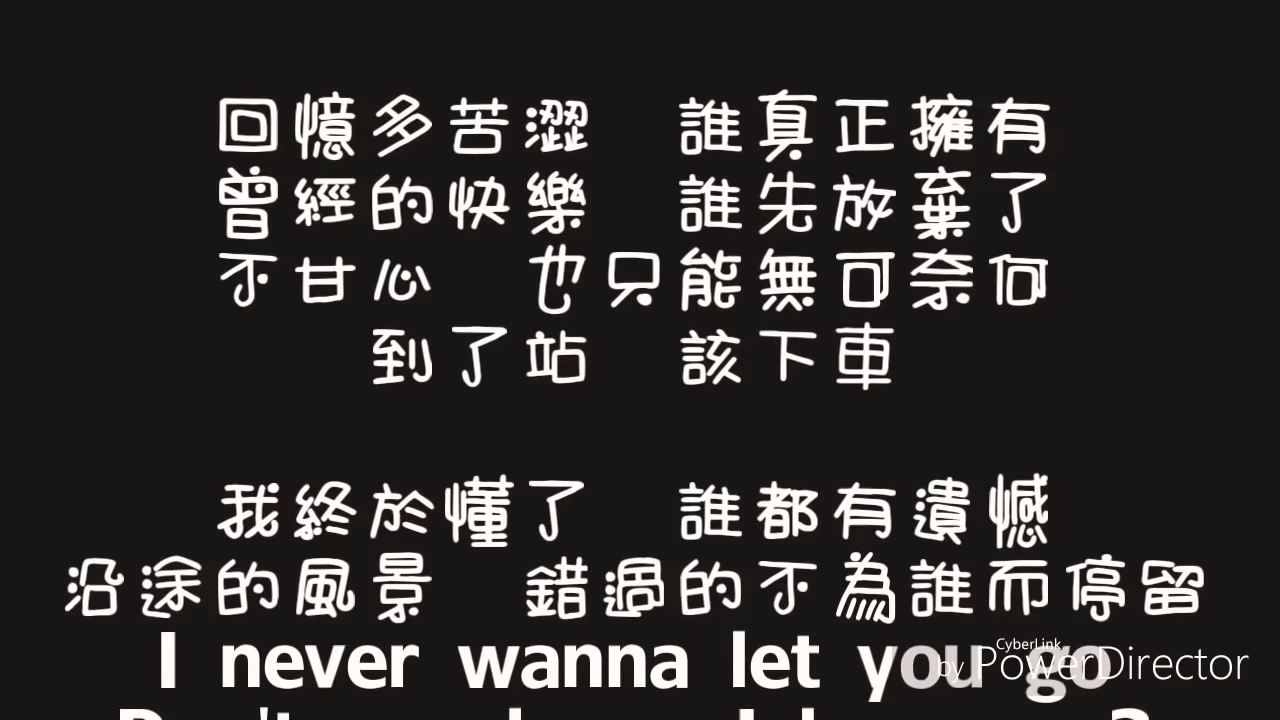 回憶多苦澀　誰真正擁有
曾經的快樂　誰先放棄了
不甘心　也只能無可奈何
到了站　該下車
我終於懂了　誰都有遺憾
沿途的風景　錯過的不為誰而停留
I never wanna let you go
CyberLink
by PowerDirector